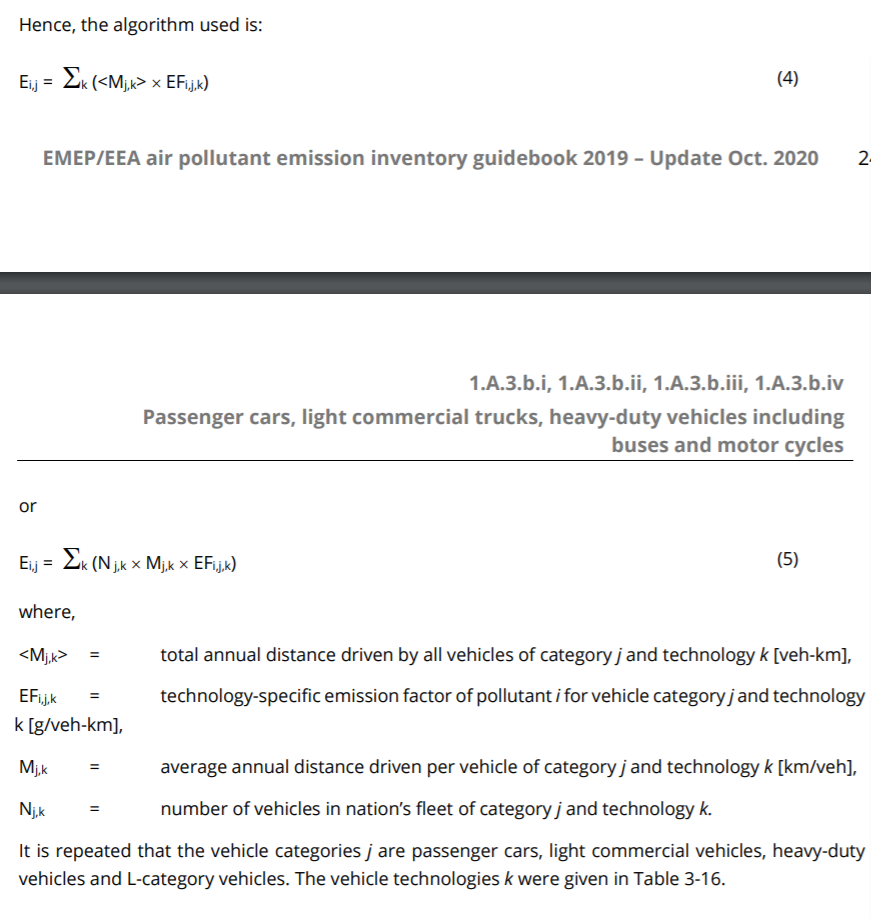 Hence, the algorithm used is:
Ei,j = ∑k (<Mj,k> × EFi,j,k) (4)
EMEP/EEA air pollutant emission inventory guidebook 2019 – Update Oct. 2020
1.A.3.b.i, 1.A.3.b.ii, 1.A.3.b.iii, 1.A.3.b.iv
Passenger cars, light commercial trucks, heavy-duty vehicles including
buses and motor cycles
or
Ei,j = ∑k (N j,k × Mj,k × EFi,j,k) (5)
where,
<Mj,k> = total annual distance driven by all vehicles of category j and technology k [veh-km],
EFi,j,k = technology-specific emission factor of pollutant i for vehicle category j and technology
k [g/veh-km],
Mj,k = average annual distance driven per vehicle of category j and technology k [km/veh],
Nj,k = number of vehicles in nation’s fleet of category j and technology k.
It is repeated that the vehicle categories j are passenger cars, light commercial vehicles, heavy-duty
vehicles and L-category vehicles. The vehicle technologies k were given in Table 3-16.